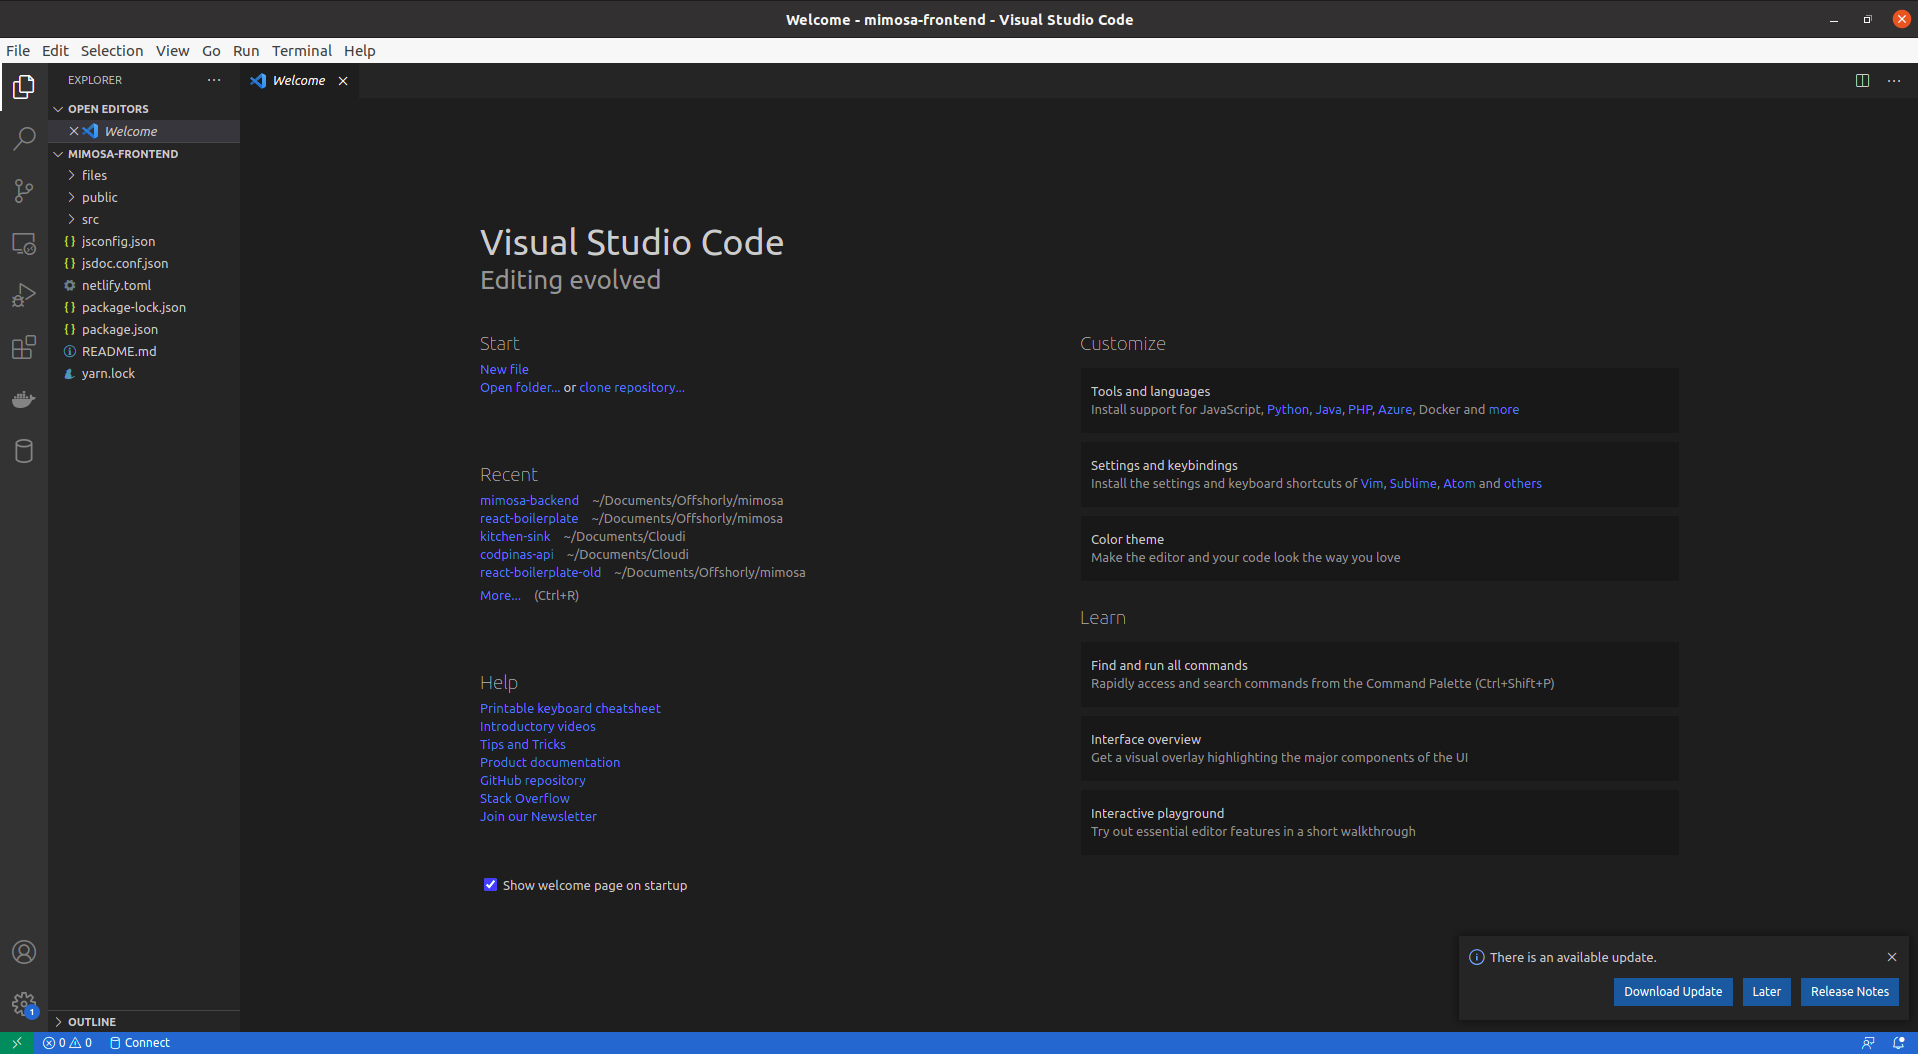 Welcome - mimosa-frontend - Visual Studio Code
File Edit Selection View Go Run Terminal Help
EXPLORER
OPEN EDITORS
Welcome
MIMOSA-FRONTEND
files
public
src
jsconfig.json
jsdoc.conf.json
netlify.toml
package-lock.json
package.json
README.md
yarn.lock
OUTLINE
1
Welcome
Visual Studio Code
Editing evolved
Start
New file
Open folder... or clone repository...
Recent
mimosa-backend ~/Documents/Offshorly/mimosa
react-boilerplate ~/Documents/Offshorly/mimosa
kitchen-sink ~/Documents/Cloudi
codpinas-api ~/Documents/Cloudi
react-boilerplate-old ~/Documents/Offshorly/mimosa
More... (Ctrl+R)
Help
Printable keyboard cheatsheet
Introductory videos
Tips and Tricks
Product documentation
GitHub repository
Stack Overflow
Join our Newsletter
Show welcome page on startup
Customize
Tools and languages
Install support for JavaScript, Python, Java, PHP, Azure, Docker and more
Settings and keybindings
Install the settings and keyboard shortcuts of Vim, Sublime, Atom and others
Color theme
Make the editor and your code look the way you love
Learn
Find and run all commands
Rapidly access and search commands from the Command Palette (Ctrl+Shift+P)
Interface overview
Get a visual overlay highlighting the major components of the UI
Interactive playground
Try out essential editor features in a short walkthrough
There is an available update.
Download Update Later Release Notes
0 0 Connect